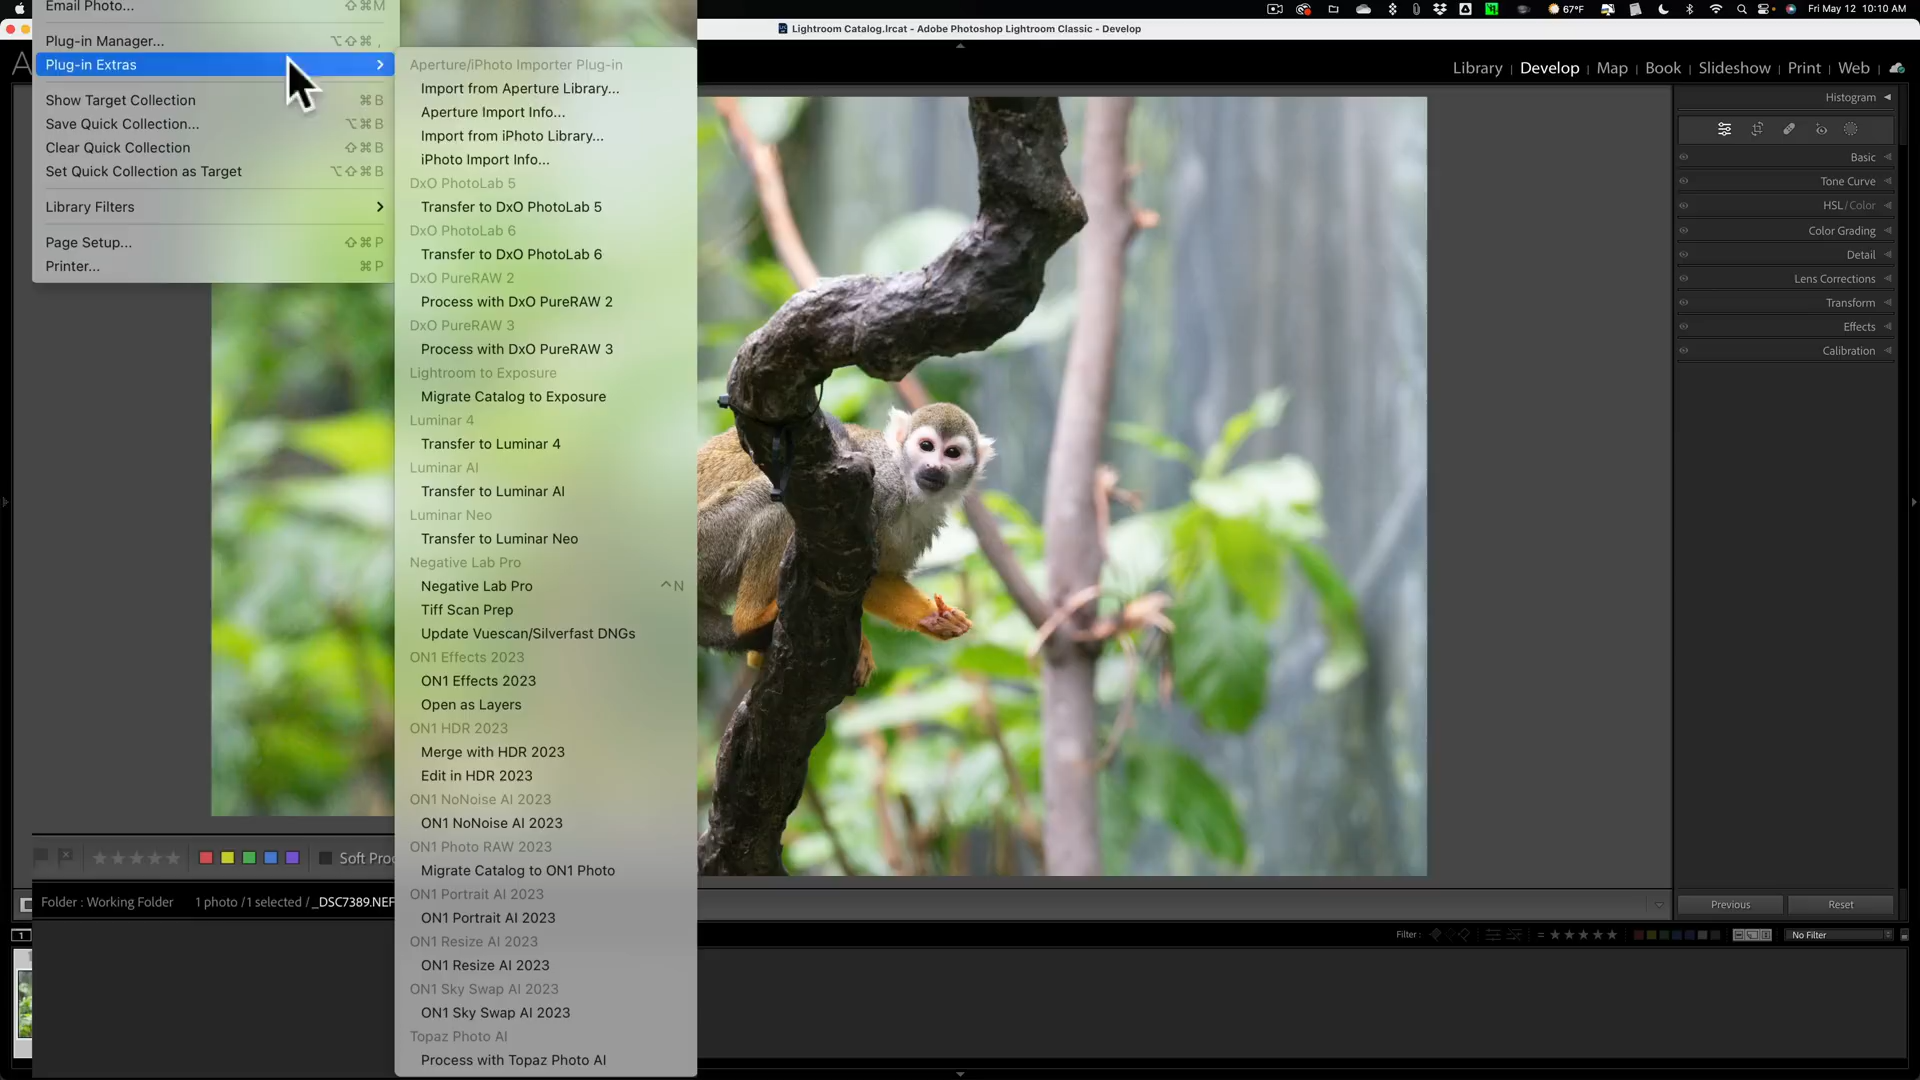 Fri May 12 10:10 AM
67°F
Lightroom Catalog.lrcat - Adobe Photoshop Lightroom Classic - Develop
Email Photo... ⇧⌘M
Plug-in Manager... ⌥⇧⌘ ,
Plug-in Extras
Show Target Collection ⌘B
Save Quick Collection... ⌥⌘B
Clear Quick Collection ⇧⌘B
Set Quick Collection as Target ⌥⇧⌘B
Library Filters
Page Setup... ⇧⌘P
Printer... ⌘P
Aperture/iPhoto Importer Plug-in
Import from Aperture Library...
Aperture Import Info...
Import from iPhoto Library...
iPhoto Import Info...
DxO PhotoLab 5
Transfer to DxO PhotoLab 5
DxO PhotoLab 6
Transfer to DxO PhotoLab 6
DxO PureRAW 2
Process with DxO PureRAW 2
DxO PureRAW 3
Process with DxO PureRAW 3
Lightroom to Exposure
Migrate Catalog to Exposure
Luminar 4
Transfer to Luminar 4
Luminar AI
Transfer to Luminar AI
Luminar Neo
Transfer to Luminar Neo
Negative Lab Pro
Negative Lab Pro ^N
Tiff Scan Prep
Update Vuescan/Silverfast DNGs
ON1 Effects 2023
ON1 Effects 2023
Open as Layers
ON1 HDR 2023
Merge with HDR 2023
Edit in HDR 2023
ON1 NoNoise AI 2023
ON1 NoNoise AI 2023
ON1 Photo RAW 2023
Migrate Catalog to ON1 Photo
ON1 Portrait AI 2023
ON1 Portrait AI 2023
ON1 Resize AI 2023
ON1 Resize AI 2023
ON1 Sky Swap AI 2023
ON1 Sky Swap AI 2023
Topaz Photo AI
Process with Topaz Photo AI
Library Develop Map Book Slideshow Print Web
Histogram
Basic
Tone Curve
HSL / Color
Color Grading
Detail
Lens Corrections
Transform
Effects
Calibration
Previous Reset
Soft Proo
Folder : Working Folder 1 photo / 1 selected / _DSC7389.NEF
1
Filter : No Filter